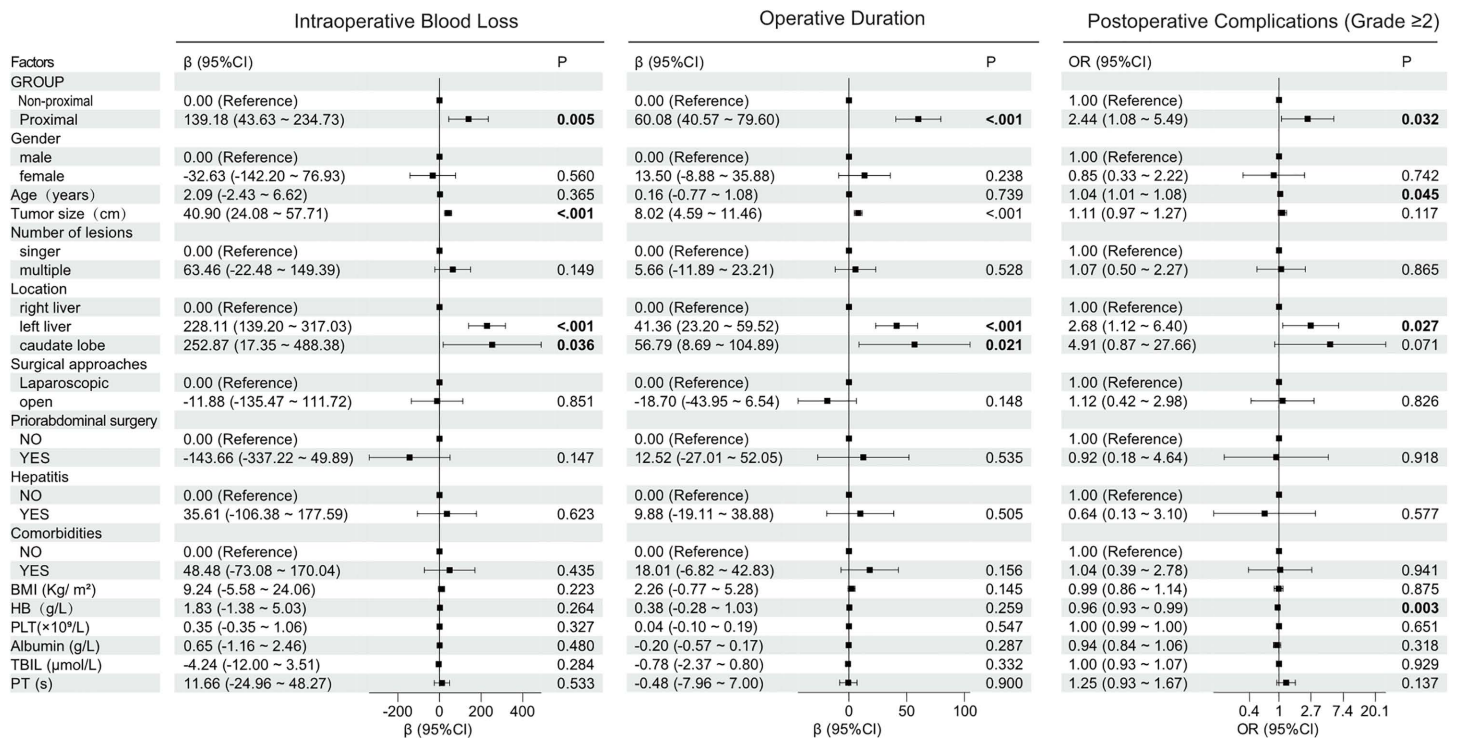 Intraoperative Blood Loss Operative Duration Postoperative Complications (Grade ≥2)
Factors β (95%CI) P β (95%CI) P OR (95%CI) P
GROUP
Non-proximal 0.00 (Reference) 0.00 (Reference) 1.00 (Reference)
Proximal 139.18 (43.63 ~ 234.73) 0.005 60.08 (40.57 ~ 79.60) <.001 2.44 (1.08 ~ 5.49) 0.032
Gender
male 0.00 (Reference) 0.00 (Reference) 1.00 (Reference)
female -32.63 (-142.20 ~ 76.93) 0.560 13.50 (-8.88 ~ 35.88) 0.238 0.85 (0.33 ~ 2.22) 0.742
Age（years） 2.09 (-2.43 ~ 6.62) 0.365 0.16 (-0.77 ~ 1.08) 0.739 1.04 (1.01 ~ 1.08) 0.045
Tumor size（cm） 40.90 (24.08 ~ 57.71) <.001 8.02 (4.59 ~ 11.46) <.001 1.11 (0.97 ~ 1.27) 0.117
Number of lesions
singer 0.00 (Reference) 0.00 (Reference) 1.00 (Reference)
multiple 63.46 (-22.48 ~ 149.39) 0.149 5.66 (-11.89 ~ 23.21) 0.528 1.07 (0.50 ~ 2.27) 0.865
Location
right liver 0.00 (Reference) 0.00 (Reference) 1.00 (Reference)
left liver 228.11 (139.20 ~ 317.03) <.001 41.36 (23.20 ~ 59.52) <.001 2.68 (1.12 ~ 6.40) 0.027
caudate lobe 252.87 (17.35 ~ 488.38) 0.036 56.79 (8.69 ~ 104.89) 0.021 4.91 (0.87 ~ 27.66) 0.071
Surgical approaches
Laparoscopic 0.00 (Reference) 0.00 (Reference) 1.00 (Reference)
open -11.88 (-135.47 ~ 111.72) 0.851 -18.70 (-43.95 ~ 6.54) 0.148 1.12 (0.42 ~ 2.98) 0.826
Priorabdominal surgery
NO 0.00 (Reference) 0.00 (Reference) 1.00 (Reference)
YES -143.66 (-337.22 ~ 49.89) 0.147 12.52 (-27.01 ~ 52.05) 0.535 0.92 (0.18 ~ 4.64) 0.918
Hepatitis
NO 0.00 (Reference) 0.00 (Reference) 1.00 (Reference)
YES 35.61 (-106.38 ~ 177.59) 0.623 9.88 (-19.11 ~ 38.88) 0.505 0.64 (0.13 ~ 3.10) 0.577
Comorbidities
NO 0.00 (Reference) 0.00 (Reference) 1.00 (Reference)
YES 48.48 (-73.08 ~ 170.04) 0.435 18.01 (-6.82 ~ 42.83) 0.156 1.04 (0.39 ~ 2.78) 0.941
BMI (Kg/ m²) 9.24 (-5.58 ~ 24.06) 0.223 2.26 (-0.77 ~ 5.28) 0.145 0.99 (0.86 ~ 1.14) 0.875
HB（g/L） 1.83 (-1.38 ~ 5.03) 0.264 0.38 (-0.28 ~ 1.03) 0.259 0.96 (0.93 ~ 0.99) 0.003
PLT(×10⁹/L) 0.35 (-0.35 ~ 1.06) 0.327 0.04 (-0.10 ~ 0.19) 0.547 1.00 (0.99 ~ 1.00) 0.651
Albumin (g/L) 0.65 (-1.16 ~ 2.46) 0.480 -0.20 (-0.57 ~ 0.17) 0.287 0.94 (0.84 ~ 1.06) 0.318
TBIL (μmol/L) -4.24 (-12.00 ~ 3.51) 0.284 -0.78 (-2.37 ~ 0.80) 0.332 1.00 (0.93 ~ 1.07) 0.929
PT (s) 11.66 (-24.96 ~ 48.27) 0.533 -0.48 (-7.96 ~ 7.00) 0.900 1.25 (0.93 ~ 1.67) 0.137
-200 0 200 400 0 50 100 0.4 1 2.7 7.4 20.1
β (95%CI) β (95%CI) OR (95%CI)